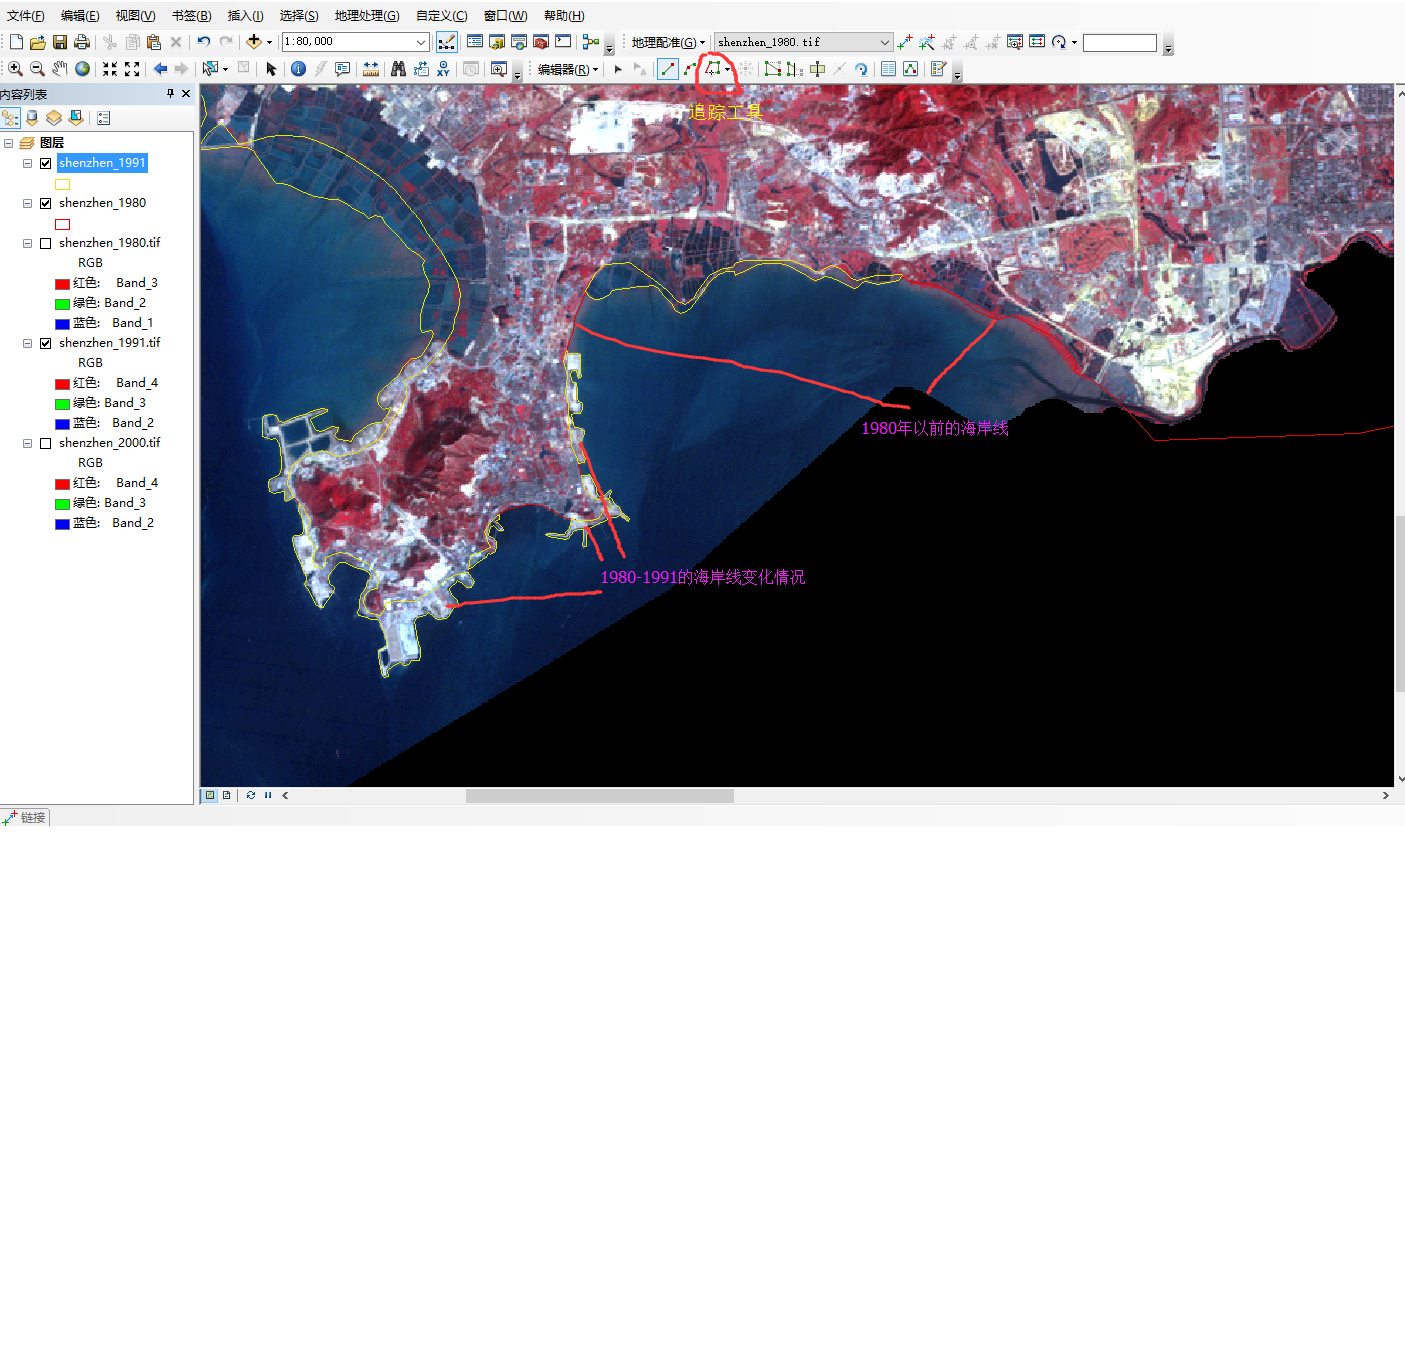 文件(F) 编辑(E) 视图(V) 书签(B) 插入(I) 选择(S) 地理处理(G) 自定义(C) 窗口(W) 帮助(H)
1:80,000 地理配准(G) shenzhen_1980.tif
编辑器(R)
内容列表
追踪工具
图层
shenzhen_1991
shenzhen_1980
shenzhen_1980.tif
RGB
红色: Band_3
绿色: Band_2
蓝色: Band_1
shenzhen_1991.tif
RGB
红色: Band_4
绿色: Band_3
蓝色: Band_2
shenzhen_2000.tif
RGB
红色: Band_4
绿色: Band_3
蓝色: Band_2
1980年以前的海岸线
1980-1991的海岸线变化情况
链接